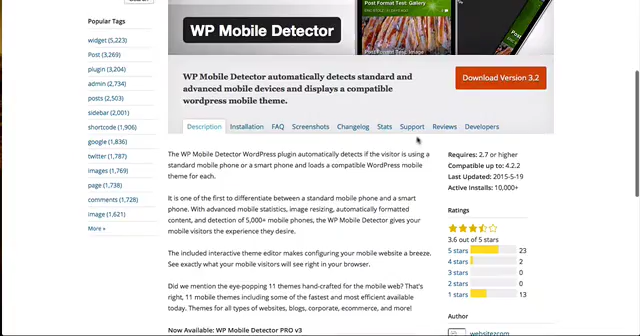 Search
Popular Tags
widget (5,223)
Post (3,269)
plugin (3,204)
admin (2,734)
posts (2,503)
sidebar (2,001)
shortcode (1,906)
google (1,836)
twitter (1,787)
images (1,769)
page (1,738)
comments (1,728)
image (1,621)
More »
WP Mobile Detector
Post Format Test: Gallery
Post Format Test: Image
WP Mobile Detector automatically detects standard and
advanced mobile devices and displays a compatible
wordpress mobile theme.
Download Version 3.2
Description Installation FAQ Screenshots Changelog Stats Support Reviews Developers
The WP Mobile Detector WordPress plugin automatically detects if the visitor is using a
standard mobile phone or a smart phone and loads a compatible WordPress mobile
theme for each.
It is one of the first to differentiate between a standard mobile phone and a smart
phone. With advanced mobile statistics, image resizing, automatically formatted
content, and detection of 5,000+ mobile phones, the WP Mobile Detector gives your
mobile visitors the experience they desire.
The included interactive theme editor makes configuring your mobile website a breeze.
See exactly what your mobile visitors will see right in your browser.
Did we mention the eye-popping 11 themes hand-crafted for the mobile web? That's
right, 11 mobile themes including some of the fastest and most efficient available
today. Themes for all types of websites, blogs, corporate, ecommerce, and more!
Now Available: WP Mobile Detector PRO v3
Requires: 2.7 or higher
Compatible up to: 4.2.2
Last Updated: 2015-5-19
Active Installs: 10,000+
Ratings
3.6 out of 5 stars
5 stars 23
4 stars 2
3 stars 0
2 stars 0
1 stars 13
Author
websitezcom